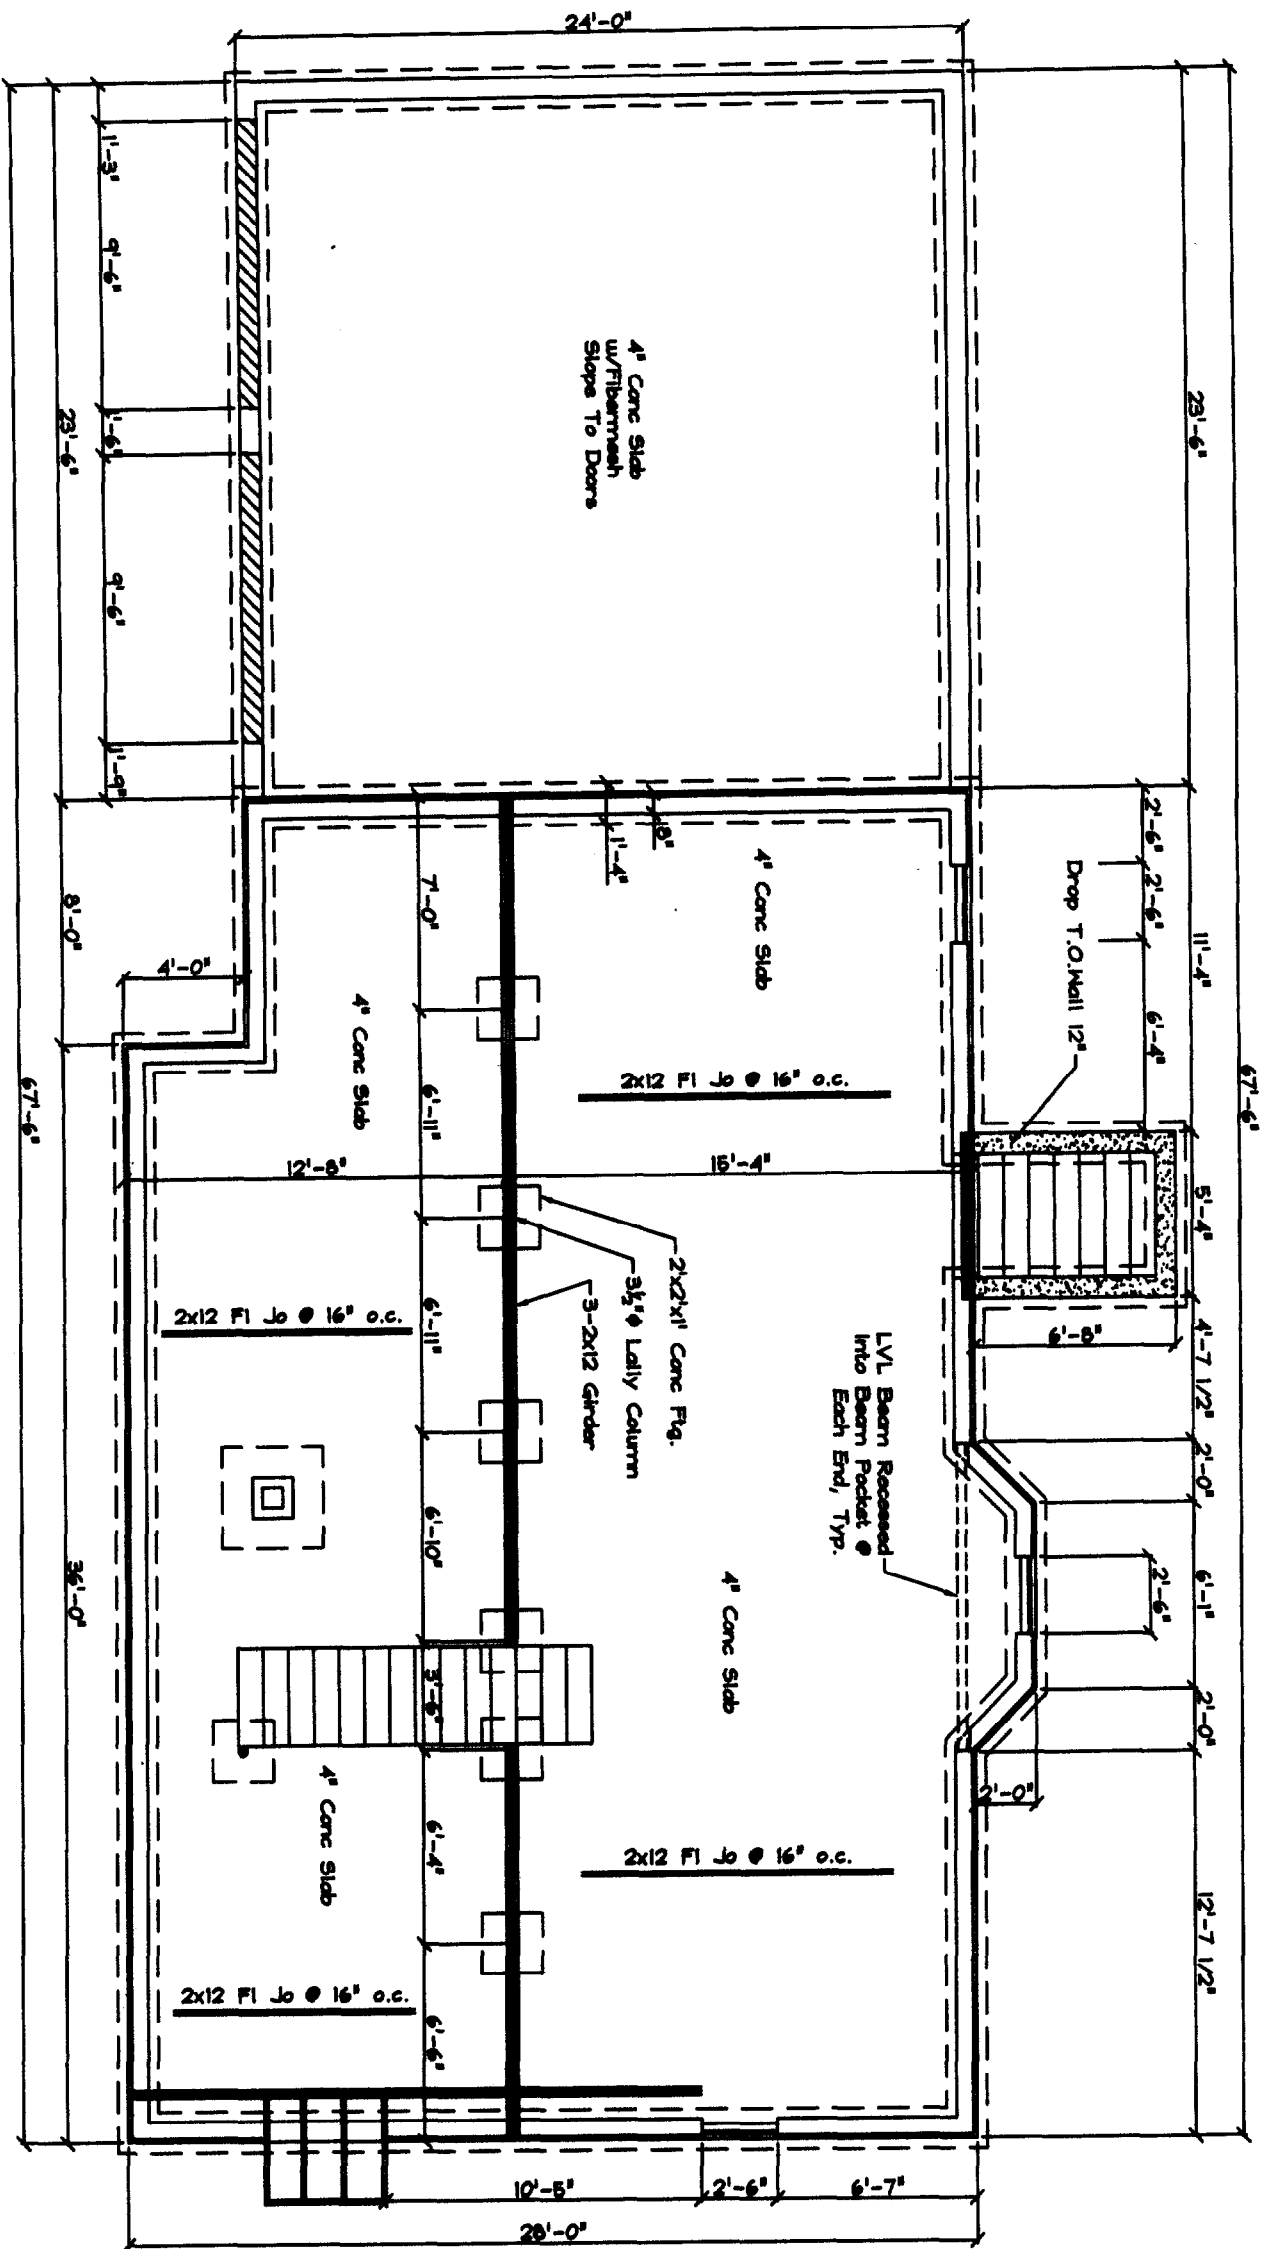 24'-0"
67'-6"
23'-6"
11'-4"
5'-4"
4'-7 1/2"
2'-0"
6'-1"
2'-0"
12'-7 1/2"
2'-6"
2'-6"
6'-4"
2'-6"
Drop T.O.Wall 12"
6'-8"
2'-0"
4" Conc Slab
w/Fibermesh
Slope To Doors
8"
1'-4"
4" Conc Slab
2x12 Fl Jo @ 16" o.c.
15'-4"
12'-8"
LVL Beam Recessed
Into Beam Pocket @
Each End, Typ.
2'x2'x1' Conc Ftg.
3½"ϕ Lally Column
3-2x12 Girder
4" Conc Slab
2x12 Fl Jo @ 16" o.c.
7'-0"
6'-11"
6'-11"
6'-10"
3'-6"
6'-4"
6'-6"
4" Conc Slab
2x12 Fl Jo @ 16" o.c.
4" Conc Slab
2x12 Fl Jo @ 16" o.c.
4'-0"
1'-3"
9'-6"
1'-6"
9'-6"
1'-9"
23'-6"
8'-0"
36'-0"
67'-6"
10'-5"
2'-6"
6'-7"
28'-0"